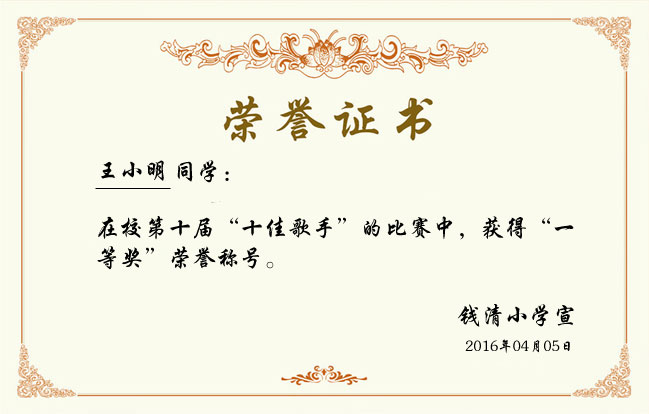 荣誉证书
王小明同学：
在校第十届“十佳歌手”的比赛中，获得“一
等奖”荣誉称号。
钱清小学宣
2016年04月05日